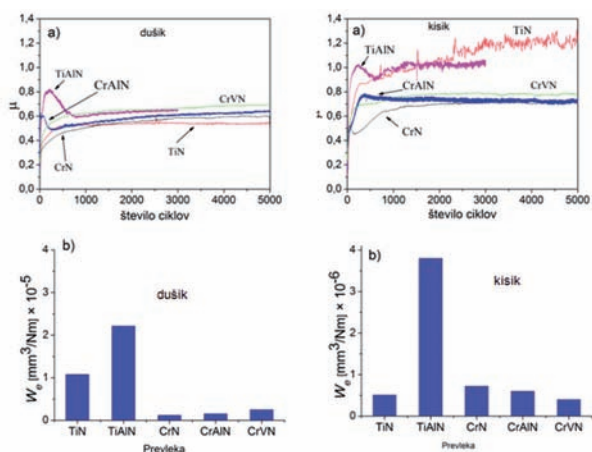 a) dušik
1,4
1,2
1,0
0,8
0,6
0,4
0,2
0,0
μ
TiAlN
CrAlN
CrVN
CrN
TiN
0 1000 2000 3000 4000 5000
število ciklov
a) kisik
1,4
1,2
1,0
0,8
0,6
0,4
0,2
0,0
TiN
TiAlN
CrAlN
CrVN
CrN
0 1000 2000 3000 4000 5000
število ciklov
b)
dušik
4
3
2
1
0
We [mm³/Nm] × 10⁻⁵
TiN TiAlN CrN CrAlN CrVN
Prevleka
b)
kisik
4
3
2
1
0
We [mm³/Nm] × 10⁻⁶
TiN TiAlN CrN CrAlN CrVN
Prevleka